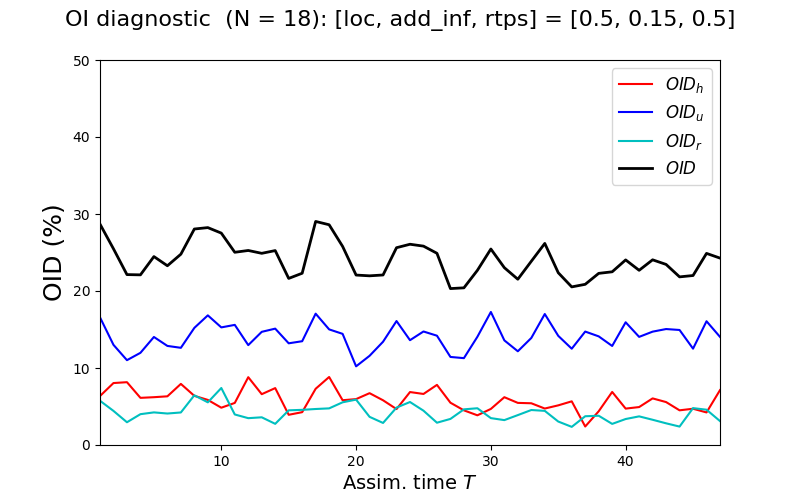 OI diagnostic (N = 18): [loc, add_inf, rtps] = [0.5, 0.15, 0.5]
OID (%)
50
40
30
20
10
0
OID_h
OID_u
OID_r
OID
10 20 30 40
Assim. time T